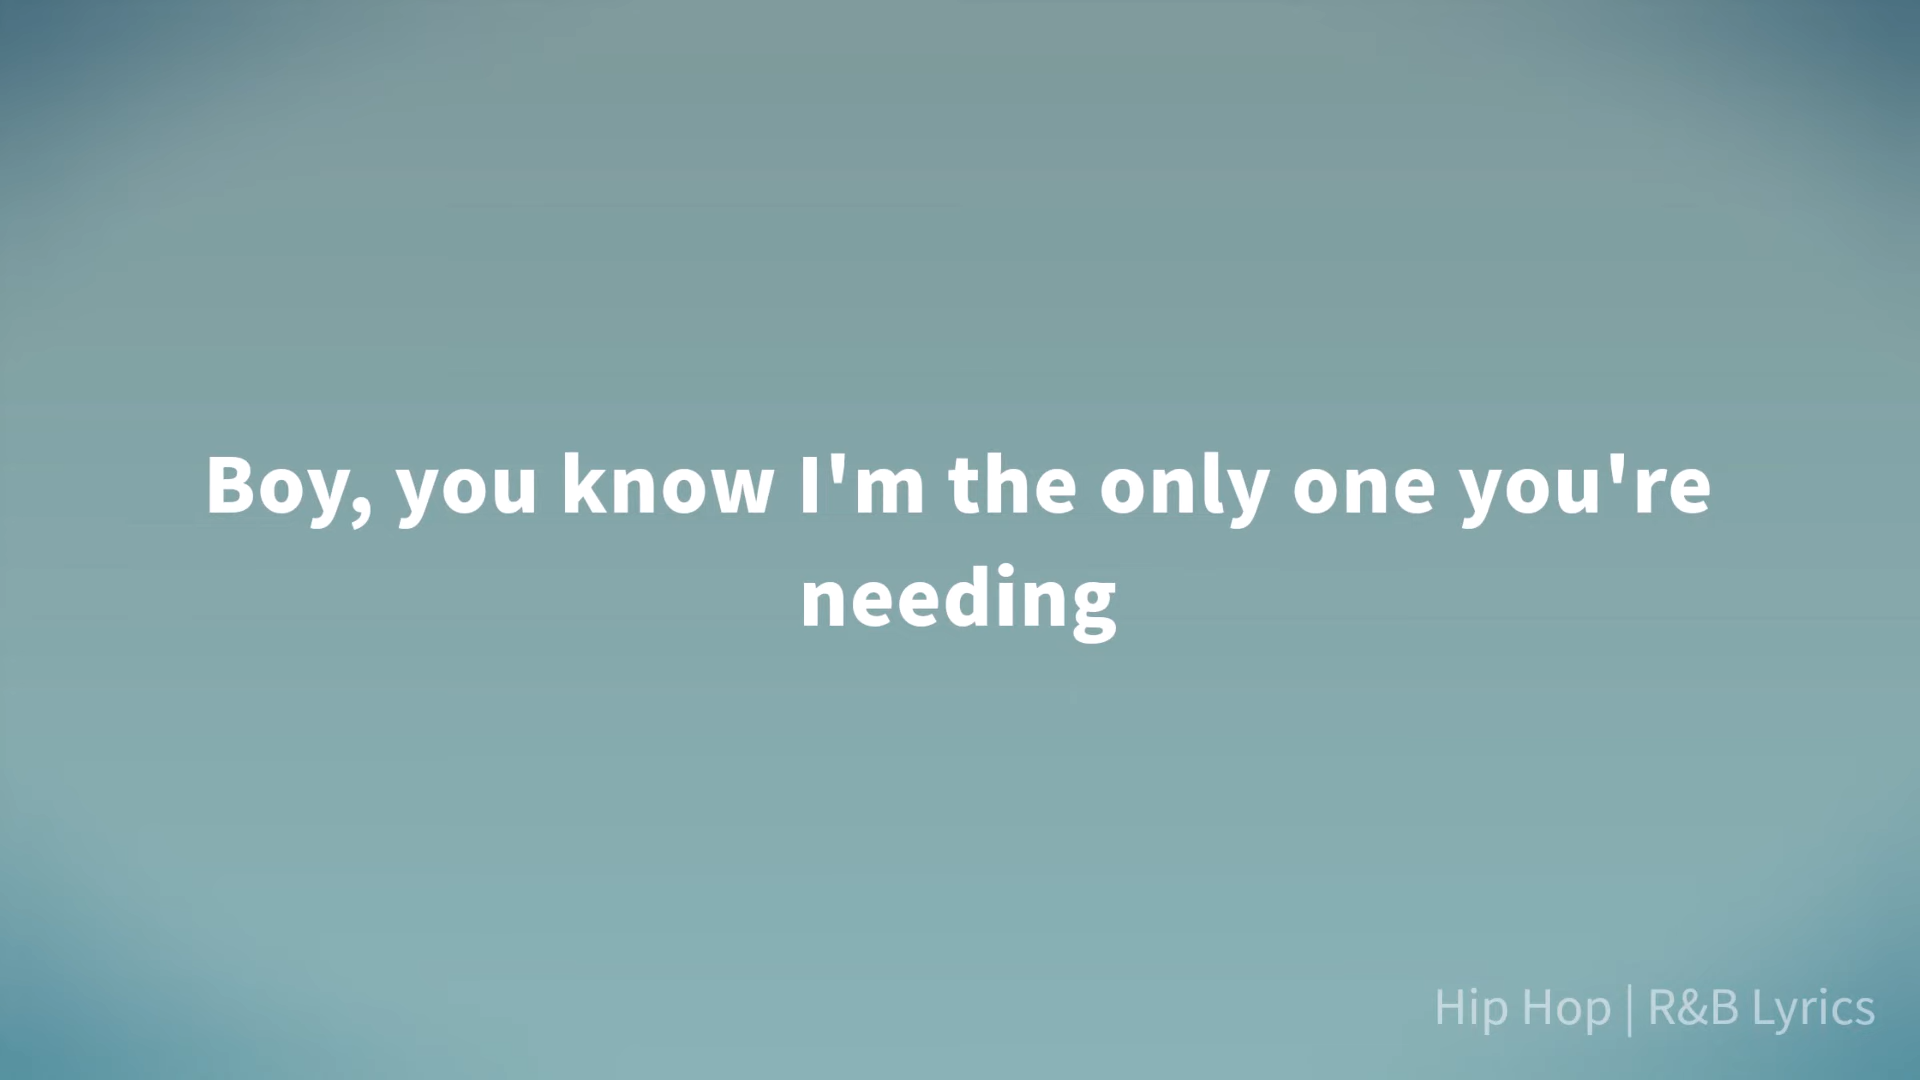 Boy, you know I'm the only one you're
needing
Hip Hop | R&B Lyrics